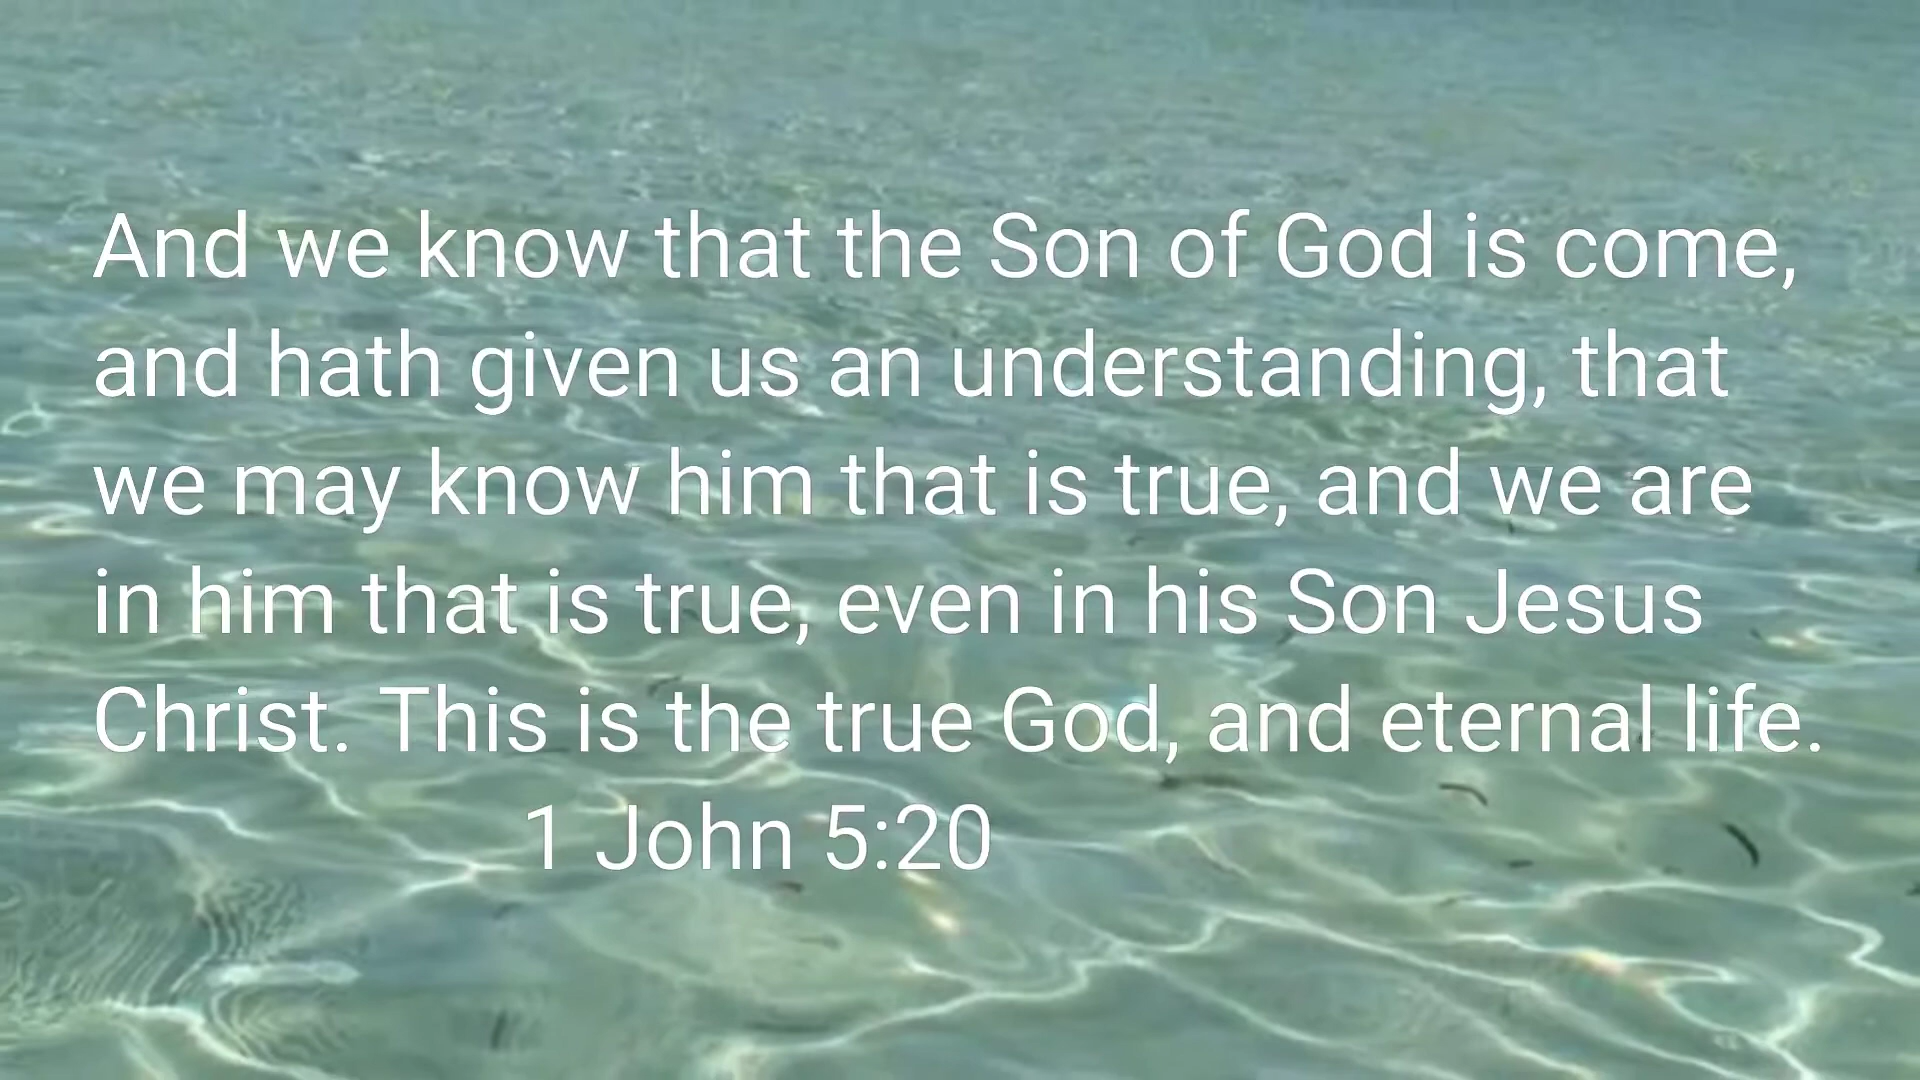 And we know that the Son of God is come,
and hath given us an understanding, that
we may know him that is true, and we are
in him that is true, even in his Son Jesus
Christ. This is the true God, and eternal life.
1 John 5:20